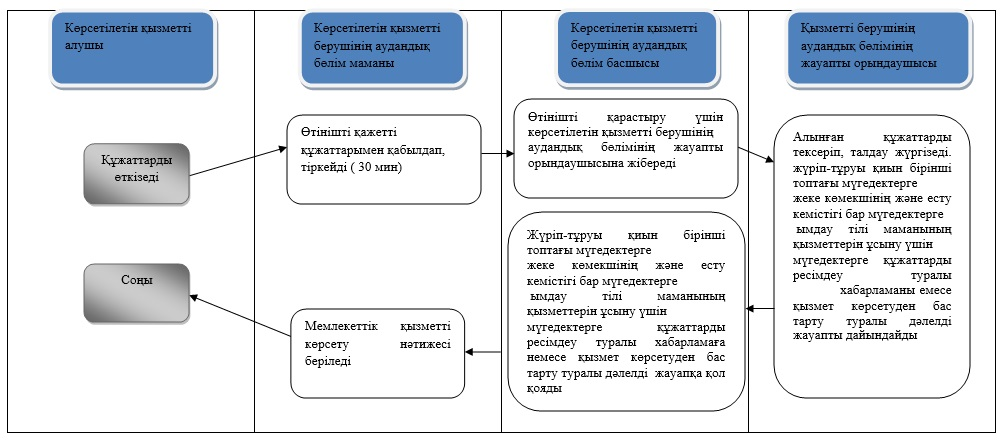 Көрсетілетін қызметті
алушы
Көрсетілетін қызметті
берушінің аудандық
бөлім маманы
Көрсетілетін қызметті
берушінің аудандық
бөлім басшысы
Қызметті берушінің
аудандық бөлімінің
жауапты орындаушысы
Құжаттарды
өткізеді
Өтінішті қажетті
құжаттарымен қабылдап,
тіркейді ( 30 мин)
Өтінішті қарастыру үшін
көрсетілетін қызметті берушінің
аудандық бөлімінің жауапты
орындаушысына жібереді
Алынған құжаттарды
тексеріп, талдау жүргізеді.
жүріп-тұруы қиын бірінші
топтағы мүгедектерге
жеке көмекшінің және есту
кемістігі бар мүгедектерге
ымдау тілі маманының
қызметтерін ұсыну үшін
мүгедектерге құжаттарды
ресімдеу туралы
хабарламаны емесе
қызмет көрсетуден бас
тарту туралы дәлелді
жауапты дайындайды
Жүріп-тұруы қиын бірінші
топтағы мүгедектерге
жеке көмекшінің және есту
кемістігі бар мүгедектерге
ымдау тілі маманының
қызметтерін ұсыну үшін
мүгедектерге құжаттарды
ресімдеу туралы хабарламаға
немесе қызмет көрсетуден бас
тарту туралы дәлелді жауапқа қол
қояды
Мемлекеттік қызметті
көрсету нәтижесі
беріледі
Соңы